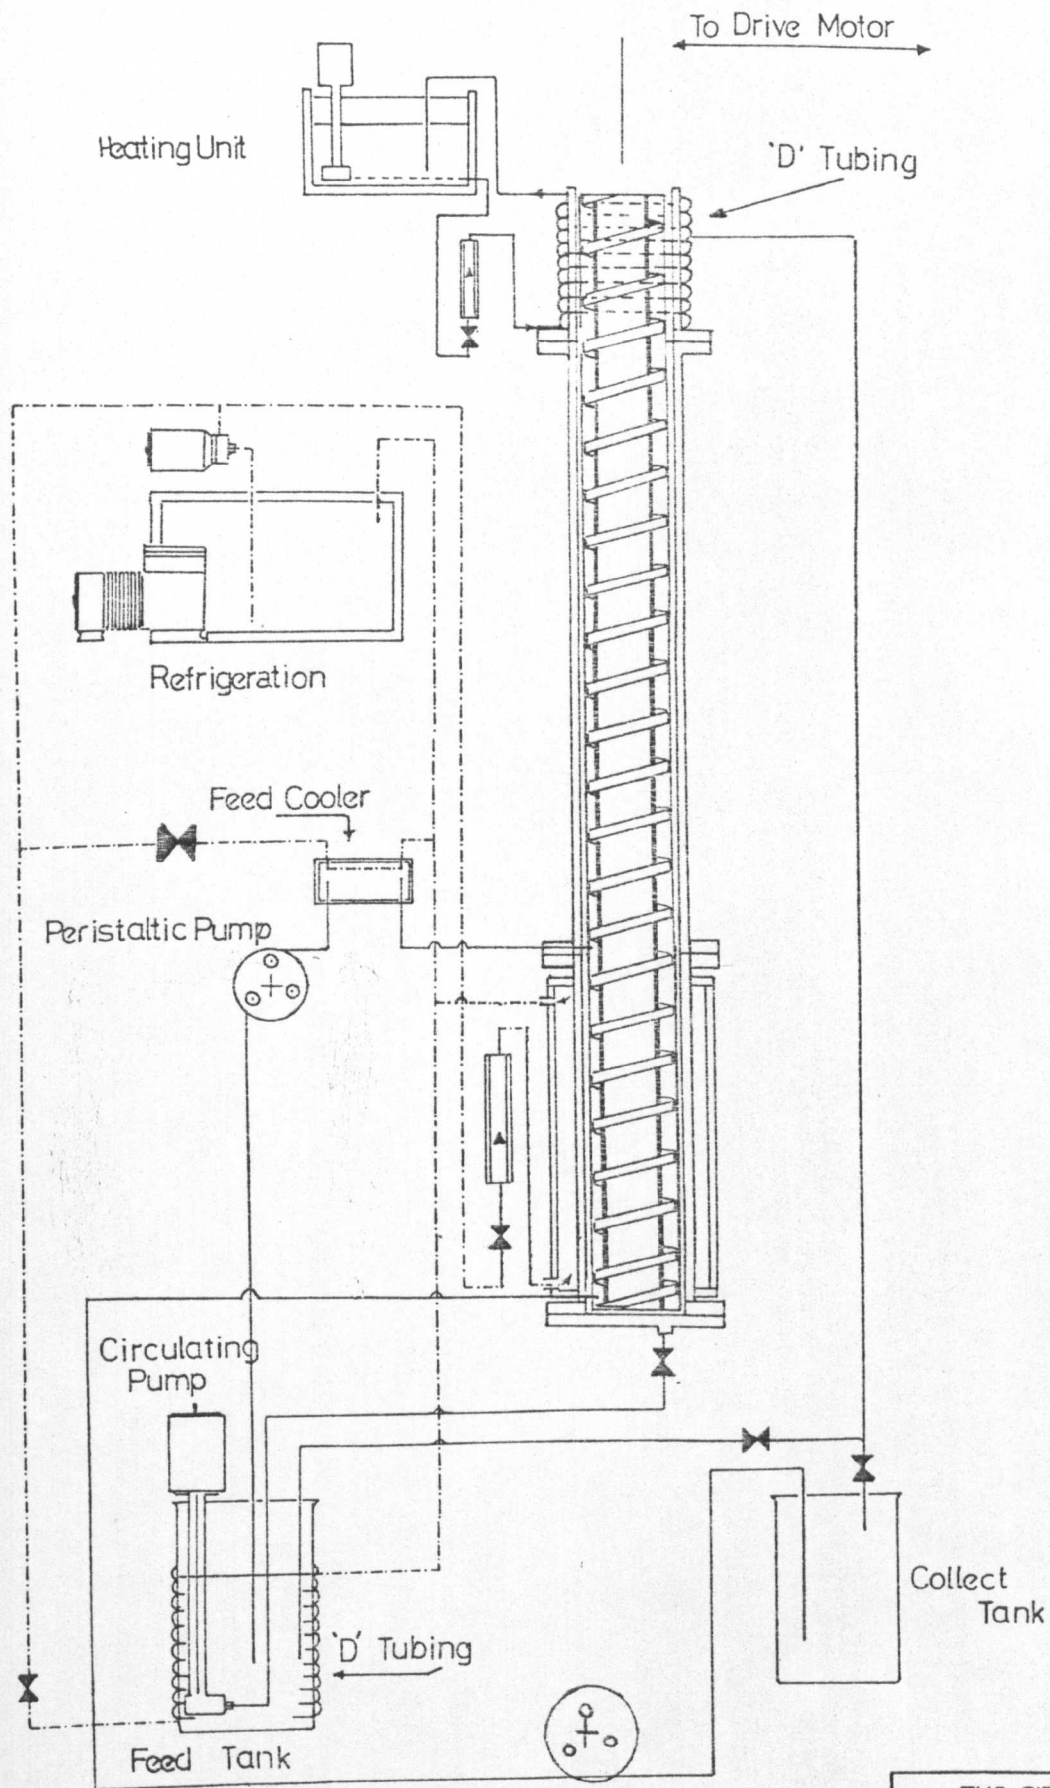 To Drive Motor
Heating Unit
'D' Tubing
Refrigeration
Feed Cooler
Peristaltic Pump
Circulating
Pump
Collect
Tank
'D' Tubing
Feed Tank